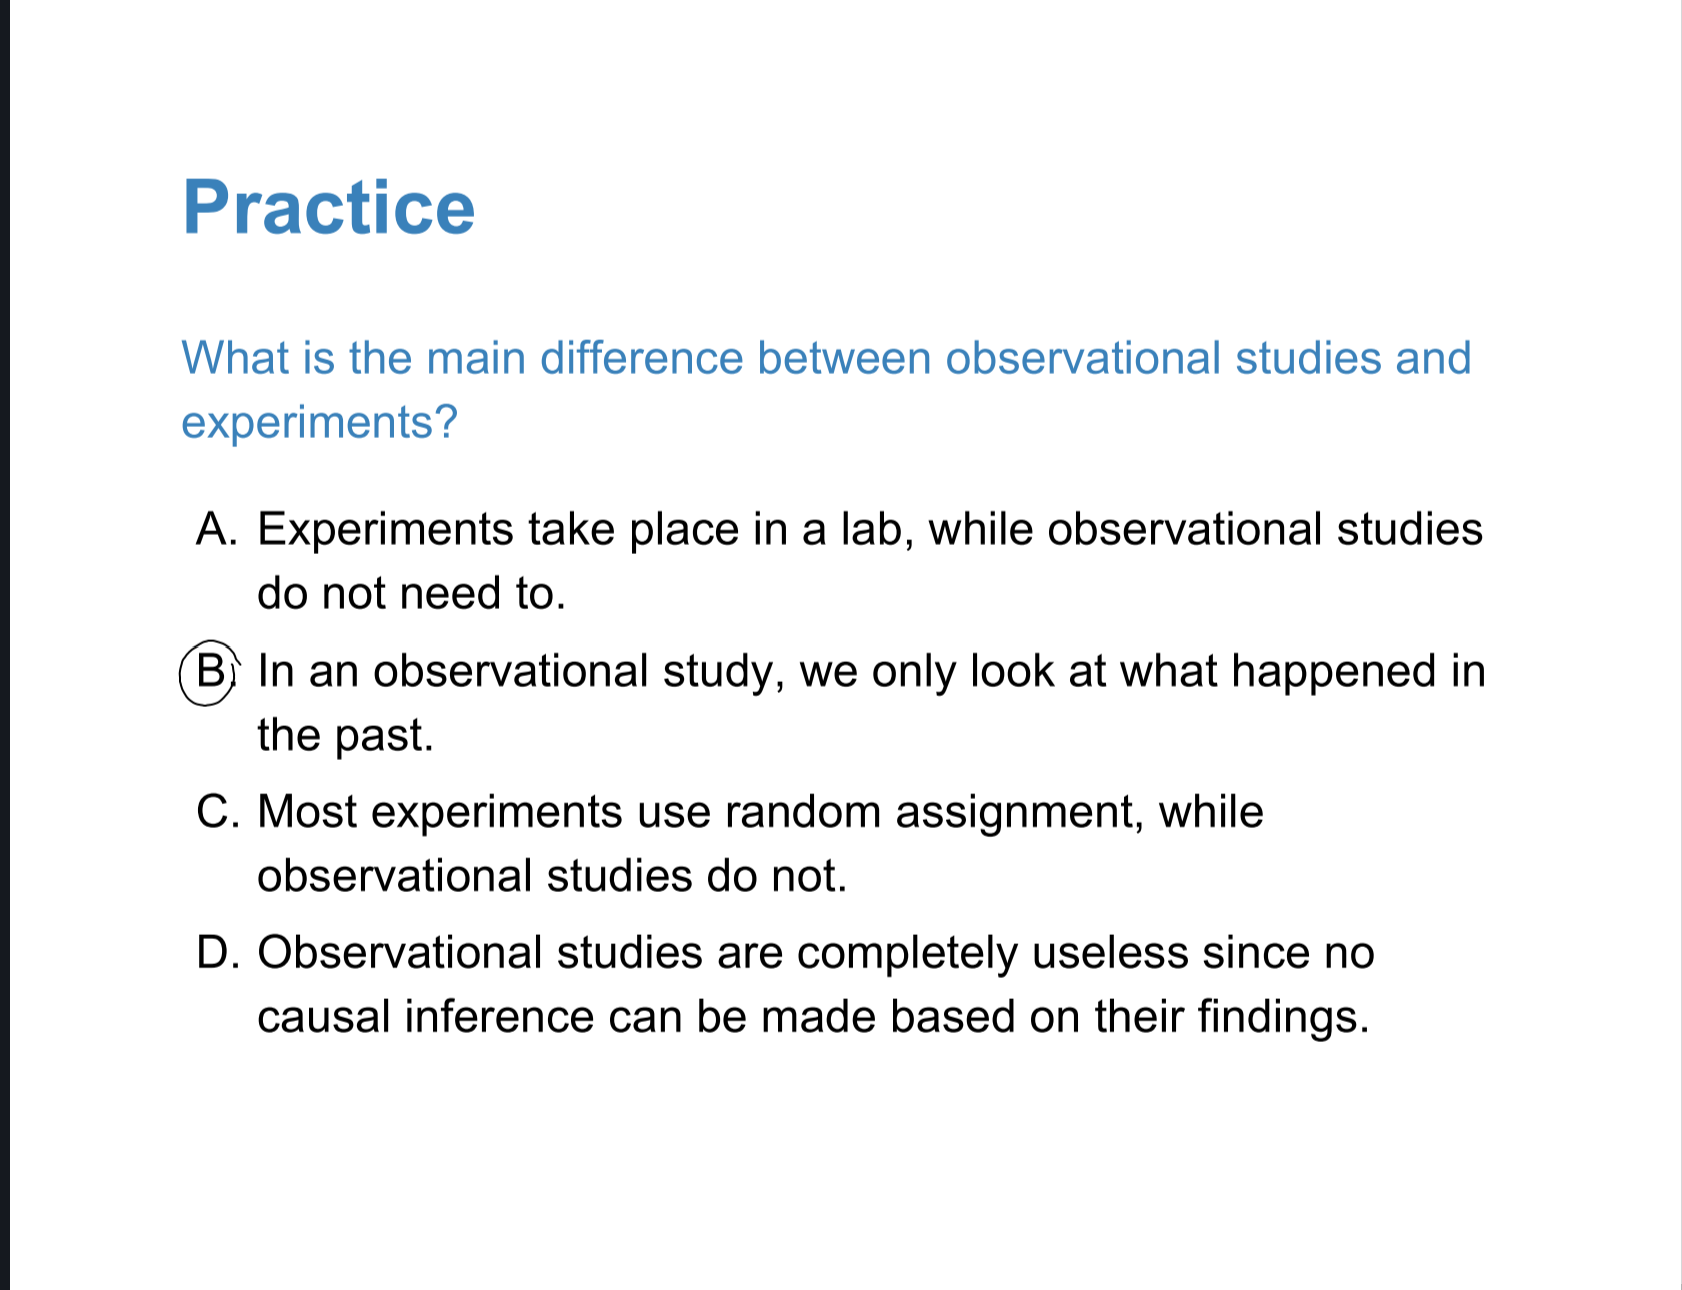 Practice
What is the main difference between observational studies and
experiments?
A. Experiments take place in a lab, while observational studies
do not need to.
B. In an observational study, we only look at what happened in
the past.
C. Most experiments use random assignment, while
observational studies do not.
D. Observational studies are completely useless since no
causal inference can be made based on their findings.